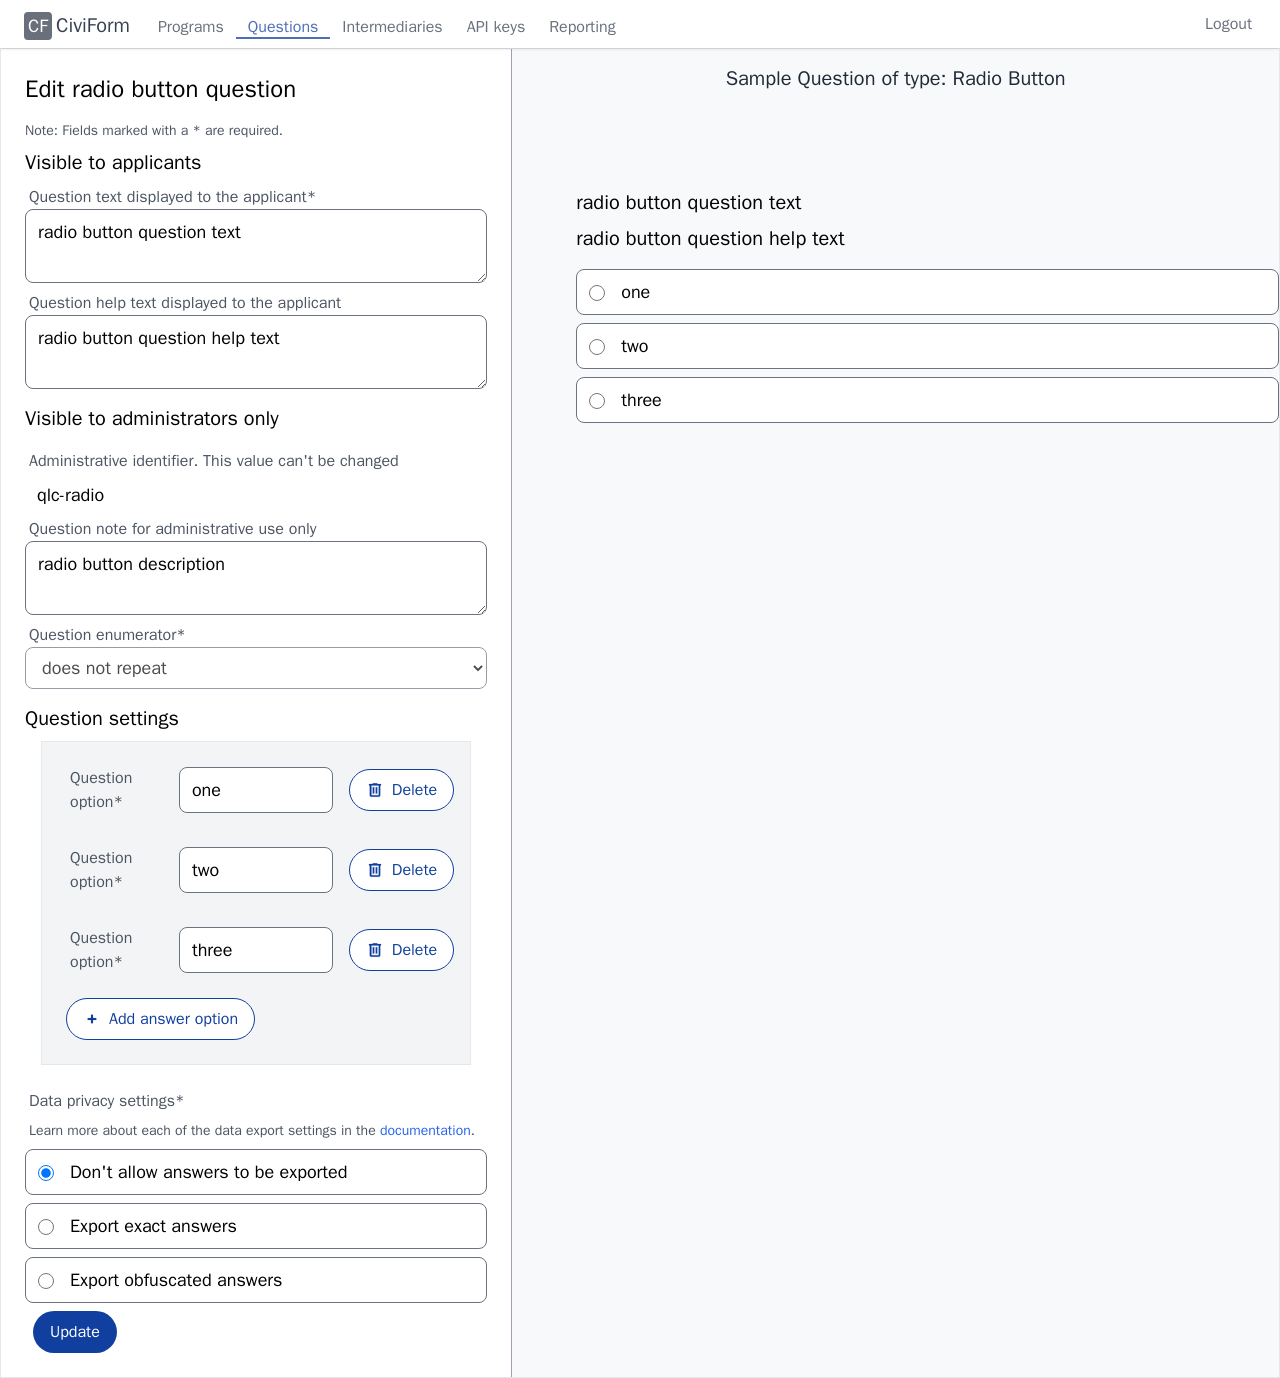 CF CiviForm Programs Questions Intermediaries API keys Reporting Logout
Edit radio button question
Note: Fields marked with a * are required.
Visible to applicants
Question text displayed to the applicant*
radio button question text
Question help text displayed to the applicant
radio button question help text
Visible to administrators only
Administrative identifier. This value can't be changed
qlc-radio
Question note for administrative use only
radio button description
Question enumerator*
does not repeat
Question settings
Question option* one Delete
Question option* two Delete
Question option* three Delete
+ Add answer option
Data privacy settings*
Learn more about each of the data export settings in the documentation.
Don't allow answers to be exported
Export exact answers
Export obfuscated answers
Update
Sample Question of type: Radio Button
radio button question text
radio button question help text
one
two
three